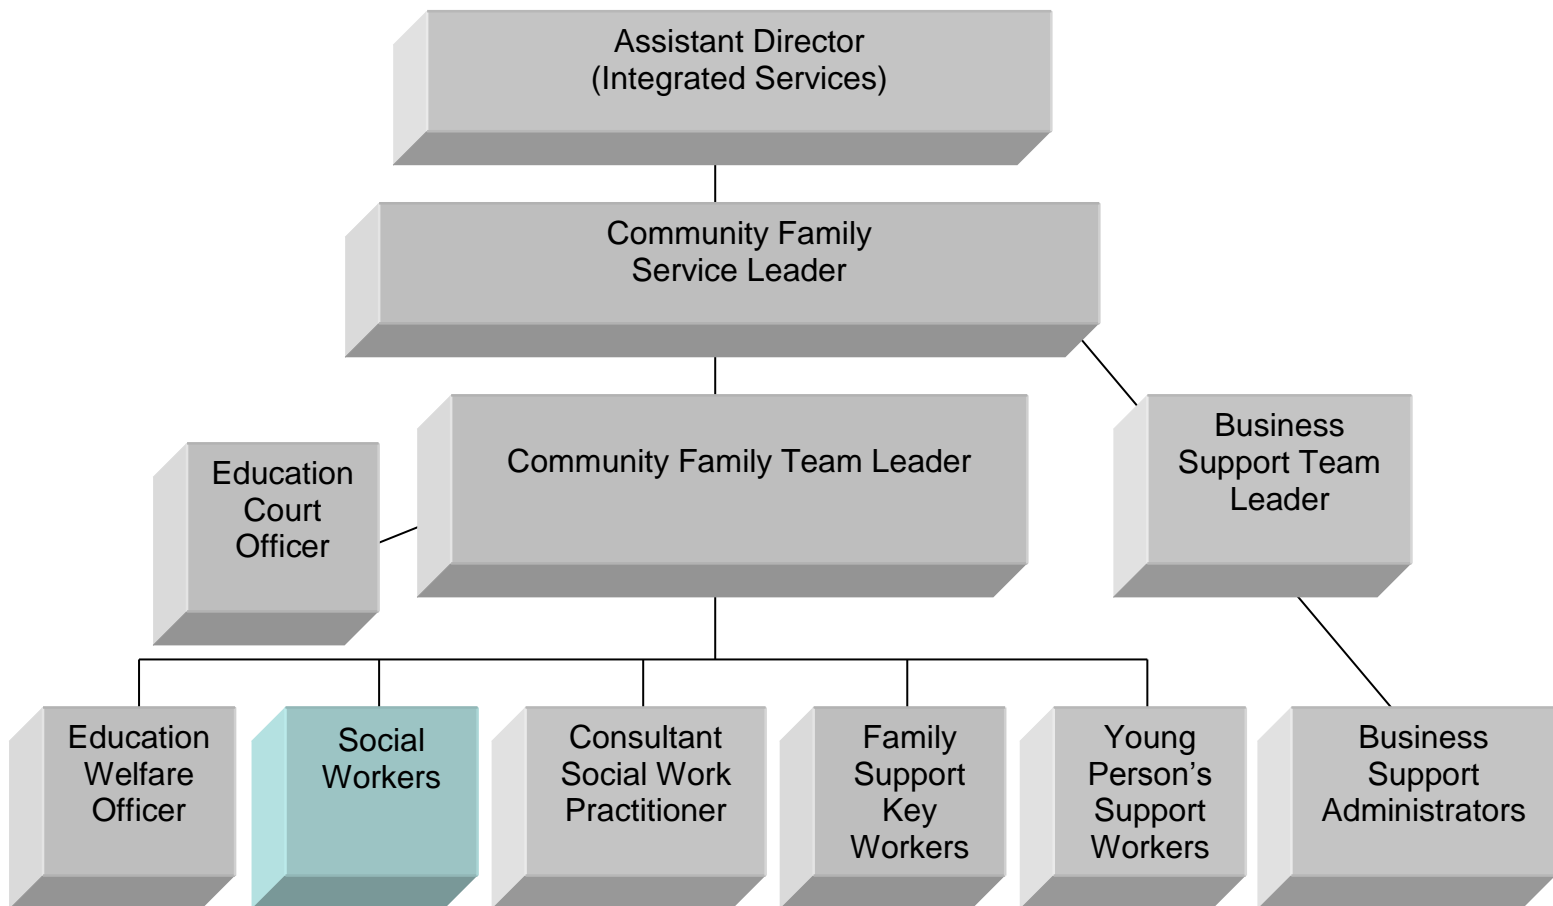 Assistant Director
(Integrated Services)
Community Family
Service Leader
Community Family Team Leader
Business
Support Team
Leader
Education
Court
Officer
Education
Welfare
Officer
Social
Workers
Consultant
Social Work
Practitioner
Family
Support
Key
Workers
Young
Person’s
Support
Workers
Business
Support
Administrators